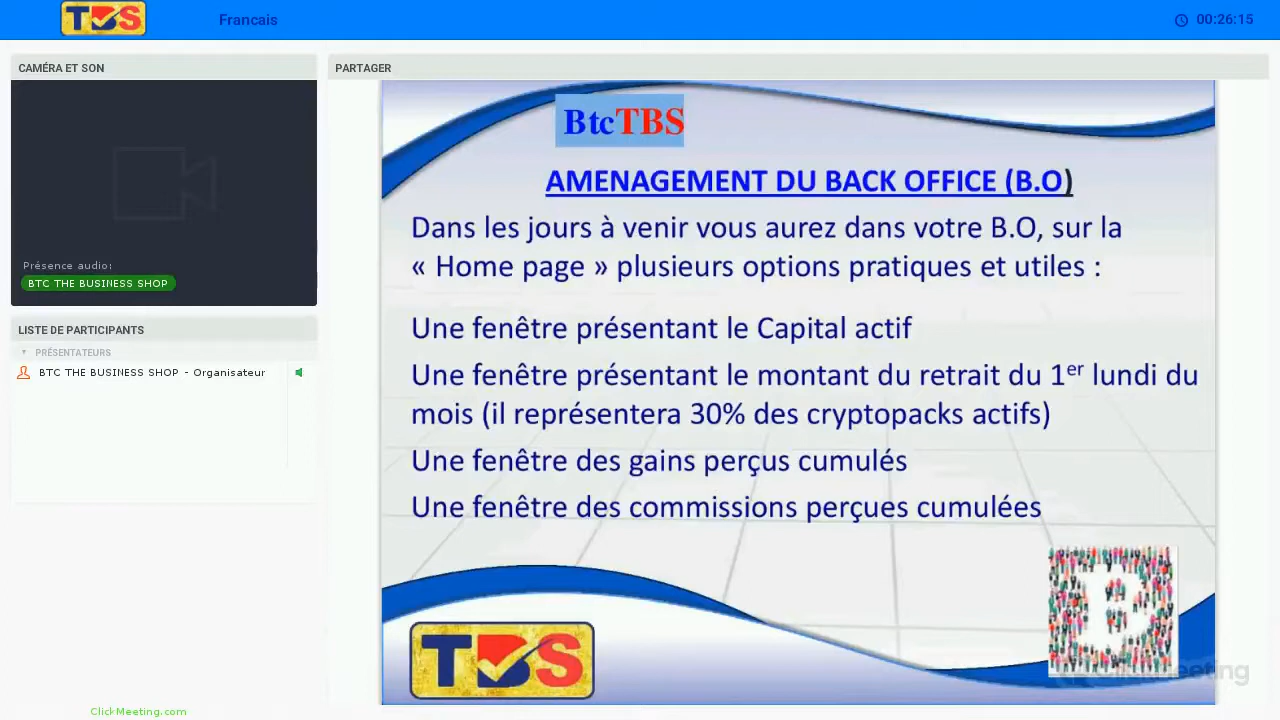 TBS
Francais
00:26:15
CAMÉRA ET SON
PARTAGER
Présence audio:
BTC THE BUSINESS SHOP
LISTE DE PARTICIPANTS
PRÉSENTATEURS
BTC THE BUSINESS SHOP - Organisateur
BtcTBS
AMENAGEMENT DU BACK OFFICE (B.O)
Dans les jours à venir vous aurez dans votre B.O, sur la
« Home page » plusieurs options pratiques et utiles :
Une fenêtre présentant le Capital actif
Une fenêtre présentant le montant du retrait du 1er lundi du
mois (il représentera 30% des cryptopacks actifs)
Une fenêtre des gains perçus cumulés
Une fenêtre des commissions perçues cumulées
TBS
B
ClickMeeting
ClickMeeting.com